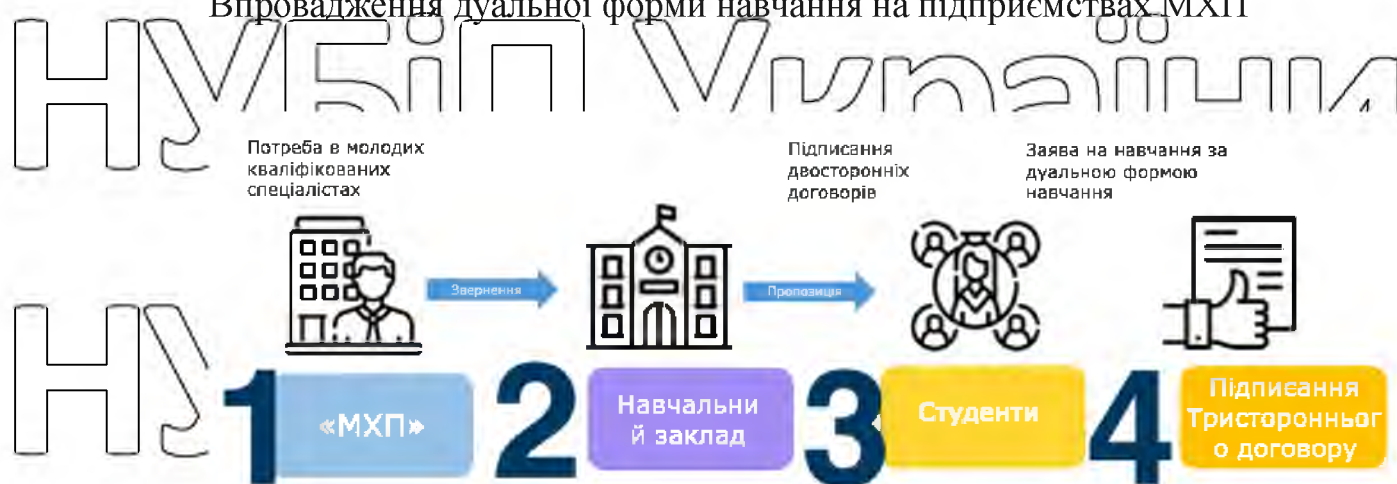 Впровадження дуальної форми навчання на підприємствах МХП
НУБіП України
Потреба в молодих
кваліфікованих
спеціалістах
Підписання
двосторонніх
договорів
Заява на навчання за
дуальною формою
навчання
Звернення
Пропозиція
НУ
1
«МХП»
2
Навчальни
й заклад
3
Студенти
4
Підписання
Тристоронньог
о договору